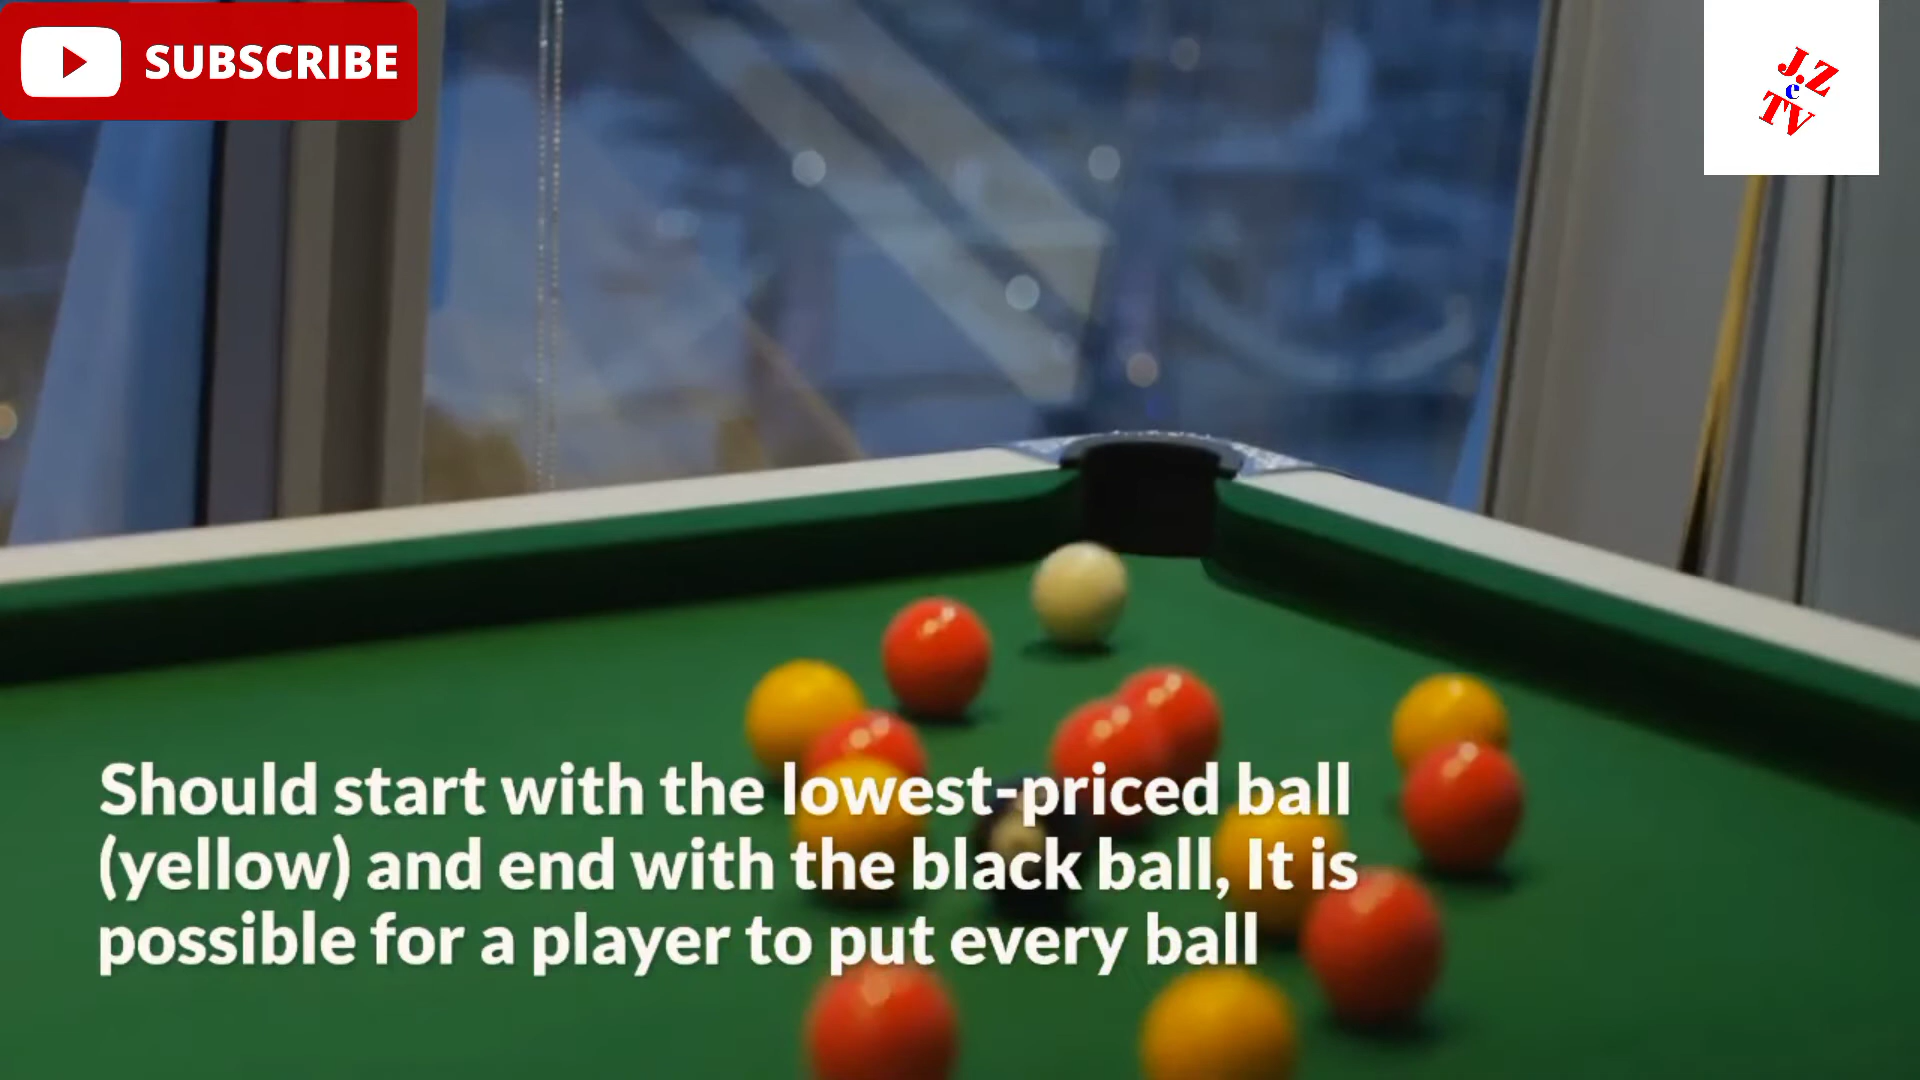 SUBSCRIBE
J.Z
e
TV
Should start with the lowest-priced ball
(yellow) and end with the black ball, It is
possible for a player to put every ball